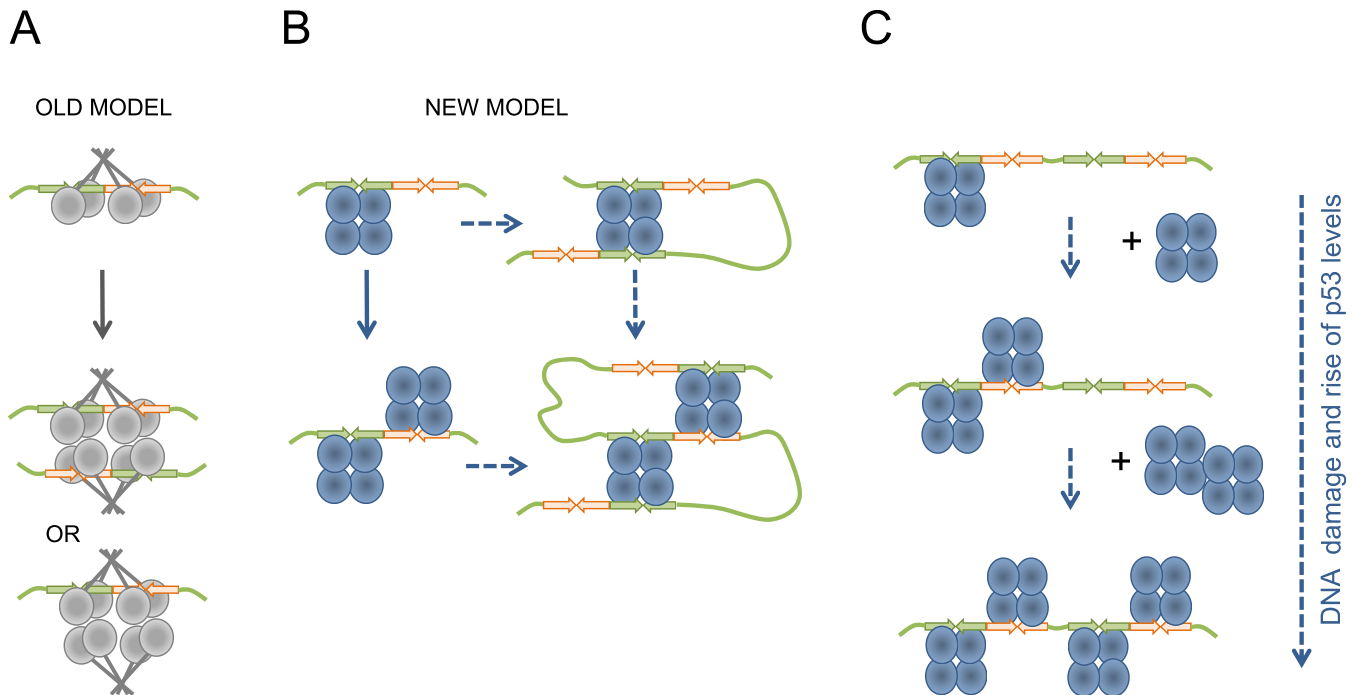 A
B
C
OLD MODEL
NEW MODEL
+
+
OR
DNA damage and rise of p53 levels